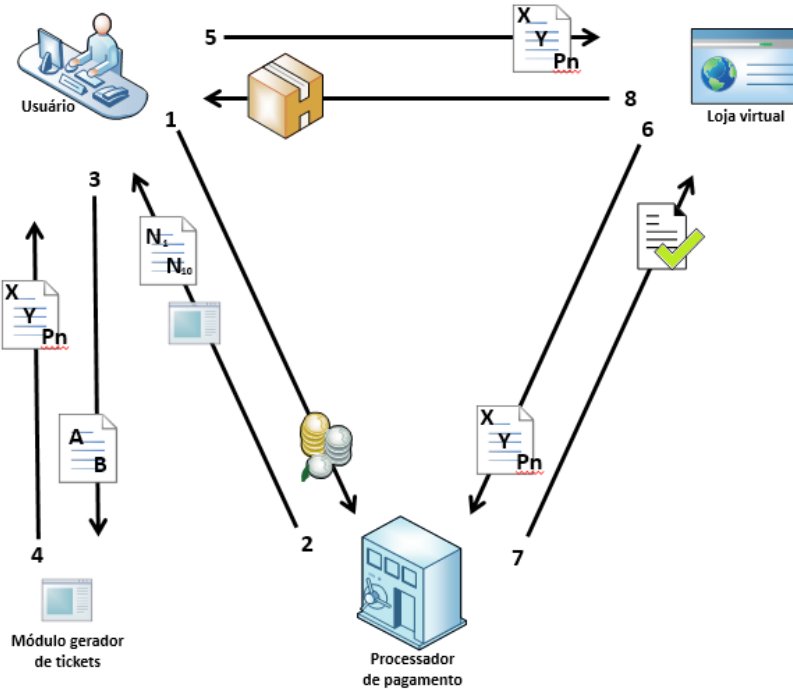 5
X
Y
Pn
Usuário
Loja virtual
8
1
6
3
N₁
N₁₀
X
Y
Pn
A
B
X
Y
Pn
4
2
7
Módulo gerador
de tickets
Processador
de pagamento